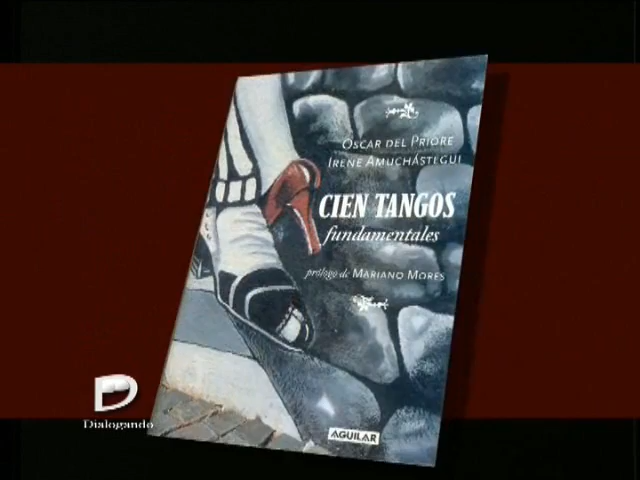 OSCAR DEL PRIORE
IRENE AMUCHÁSTEGUI
CIEN TANGOS
fundamentales
prólogo de MARIANO MORES
AGUILAR
Dialogando